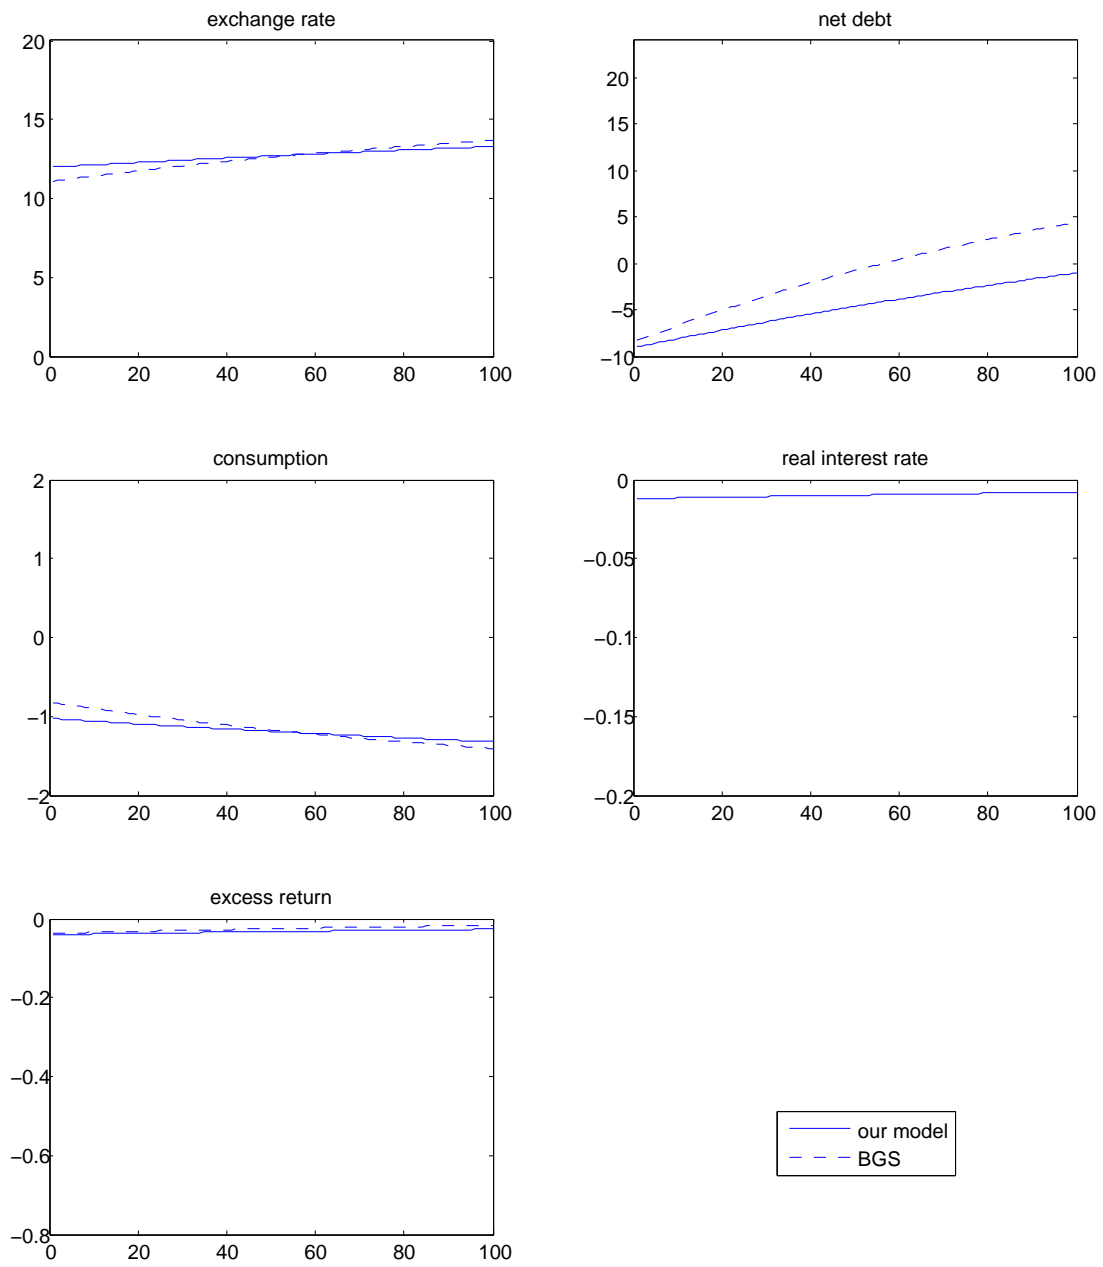 exchange rate
20
15
10
5
0
0 20 40 60 80 100
net debt
20
15
10
5
0
−5
−10
0 20 40 60 80 100
consumption
2
1
0
−1
−2
0 20 40 60 80 100
real interest rate
0
−0.05
−0.1
−0.15
−0.2
0 20 40 60 80 100
excess return
0
−0.2
−0.4
−0.6
−0.8
0 20 40 60 80 100
our model
BGS